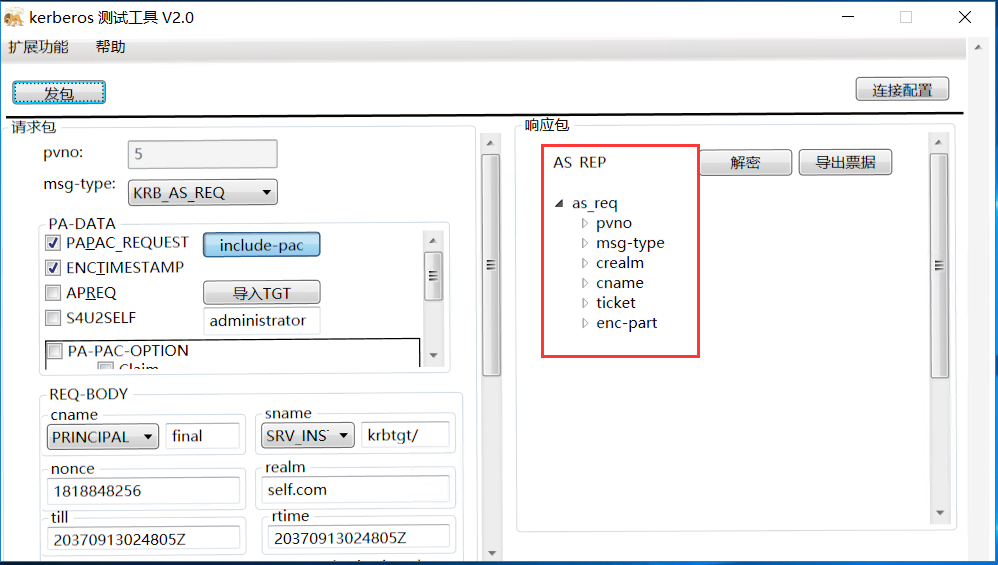 kerberos 测试工具 V2.0
扩展功能 帮助
发包 连接配置
请求包
pvno: 5
msg-type: KRB_AS_REQ
PA-DATA
PAPAC_REQUEST include-pac
ENCTIMESTAMP
APREQ 导入TGT
S4U2SELF administrator
PA-PAC-OPTION
Claim
REQ-BODY
cname
PRINCIPAL final
sname
SRV_INST krbtgt/
nonce
1818848256
realm
self.com
till
20370913024805Z
rtime
20370913024805Z
响应包
AS REP 解密 导出票据
as_req
pvno
msg-type
crealm
cname
ticket
enc-part